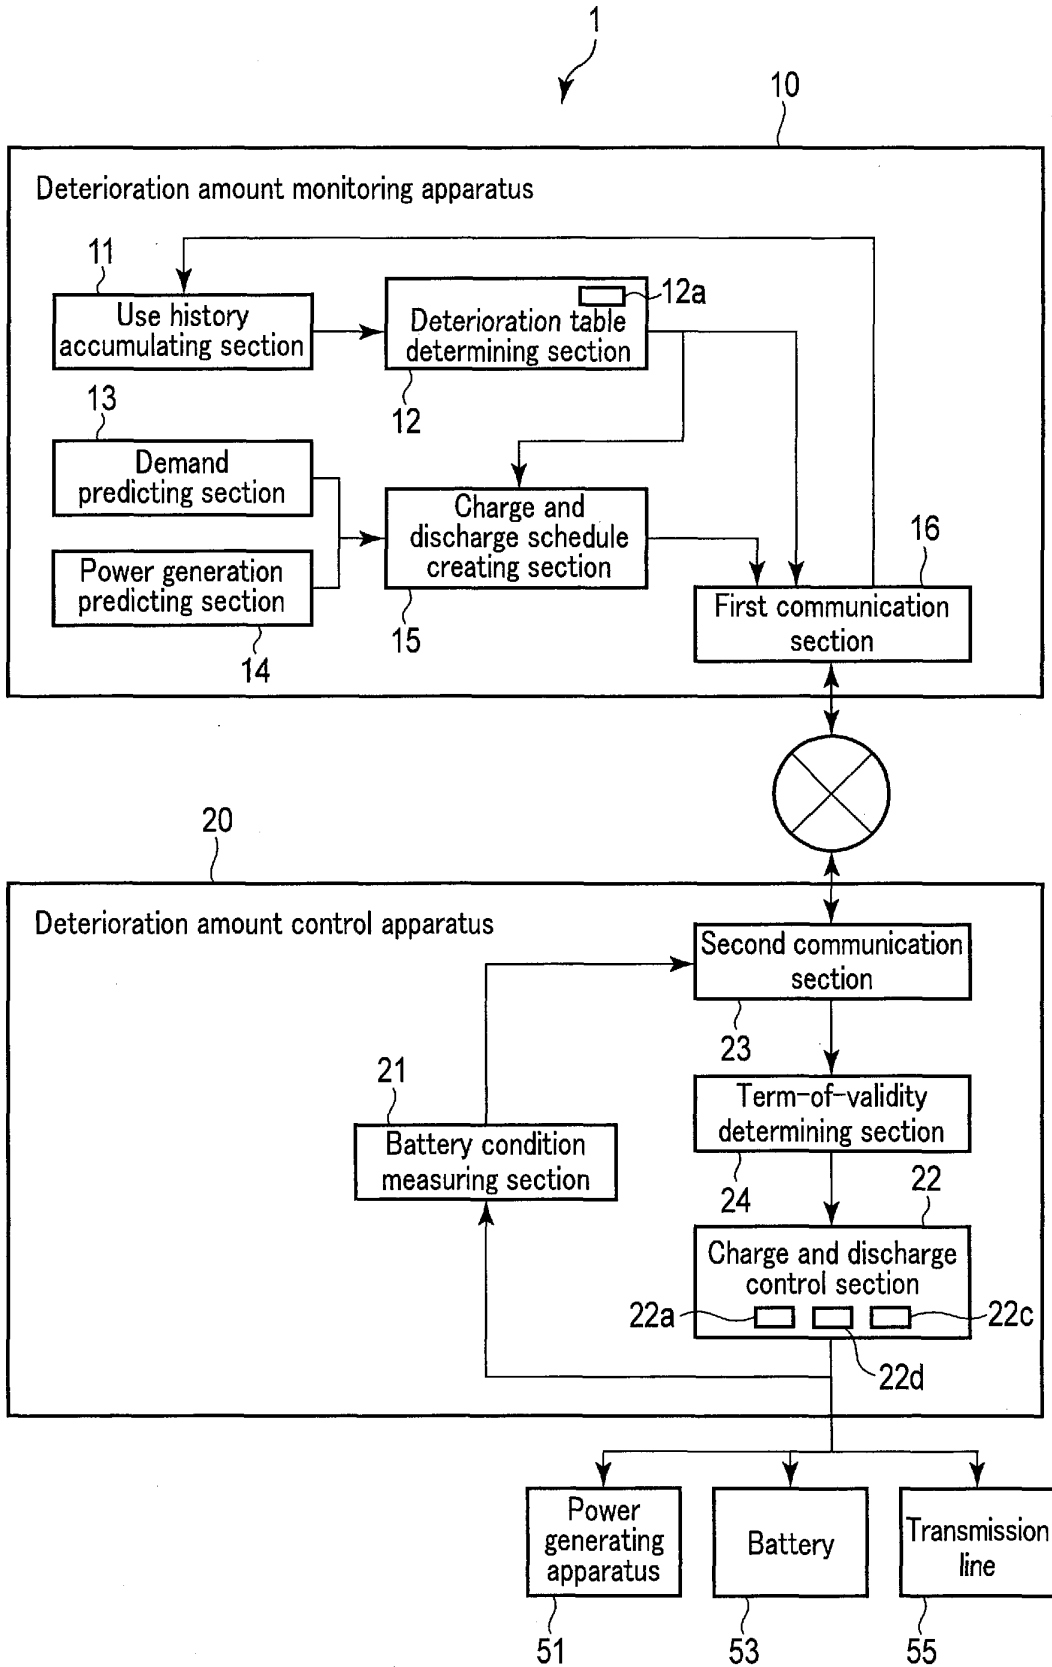 1
10
Deterioration amount monitoring apparatus
11
Use history
accumulating section
12a
Deterioration table
determining section
12
13
Demand
predicting section
Charge and
discharge schedule
creating section
15
Power generation
predicting section
14
16
First communication
section
20
Deterioration amount control apparatus
Second communication
section
23
21
Battery condition
measuring section
Term-of-validity
determining section
24
22
Charge and discharge
control section
22a
22c
22d
Power
generating
apparatus
51
Battery
53
Transmission
line
55